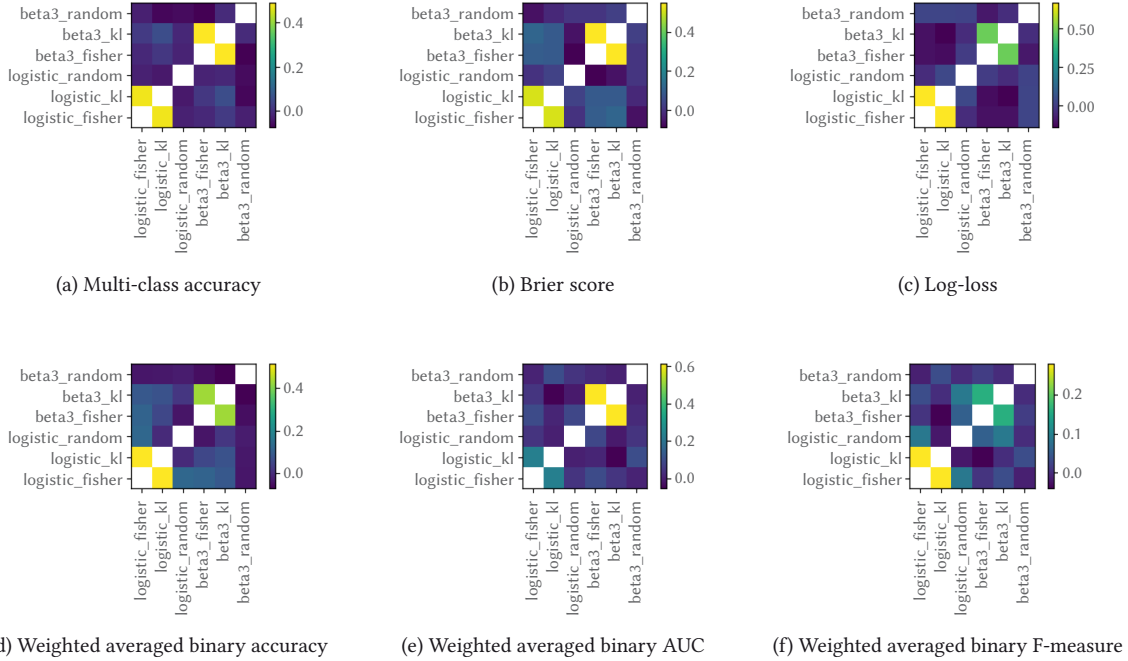 beta3_random
beta3_kl
beta3_fisher
logistic_random
logistic_kl
logistic_fisher
0.4
0.2
0.0
logistic_fisher
logistic_kl
logistic_random
beta3_fisher
beta3_kl
beta3_random
(a) Multi-class accuracy
beta3_random
beta3_kl
beta3_fisher
logistic_random
logistic_kl
logistic_fisher
0.4
0.2
0.0
logistic_fisher
logistic_kl
logistic_random
beta3_fisher
beta3_kl
beta3_random
(b) Brier score
beta3_random
beta3_kl
beta3_fisher
logistic_random
logistic_kl
logistic_fisher
0.50
0.25
0.00
logistic_fisher
logistic_kl
logistic_random
beta3_fisher
beta3_kl
beta3_random
(c) Log-loss
beta3_random
beta3_kl
beta3_fisher
logistic_random
logistic_kl
logistic_fisher
0.4
0.2
0.0
logistic_fisher
logistic_kl
logistic_random
beta3_fisher
beta3_kl
beta3_random
d) Weighted averaged binary accuracy
beta3_random
beta3_kl
beta3_fisher
logistic_random
logistic_kl
logistic_fisher
0.6
0.4
0.2
0.0
logistic_fisher
logistic_kl
logistic_random
beta3_fisher
beta3_kl
beta3_random
(e) Weighted averaged binary AUC
beta3_random
beta3_kl
beta3_fisher
logistic_random
logistic_kl
logistic_fisher
0.2
0.1
0.0
logistic_fisher
logistic_kl
logistic_random
beta3_fisher
beta3_kl
beta3_random
(f) Weighted averaged binary F-measure